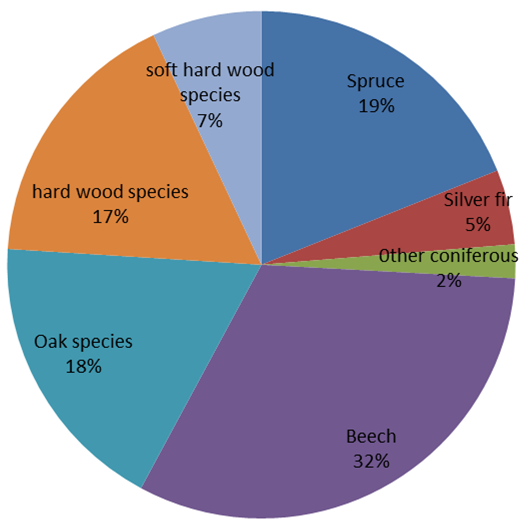 soft hard wood
species
7%
Spruce
19%
hard wood species
17%
Silver fir
5%
0ther coniferous
2%
Oak species
18%
Beech
32%